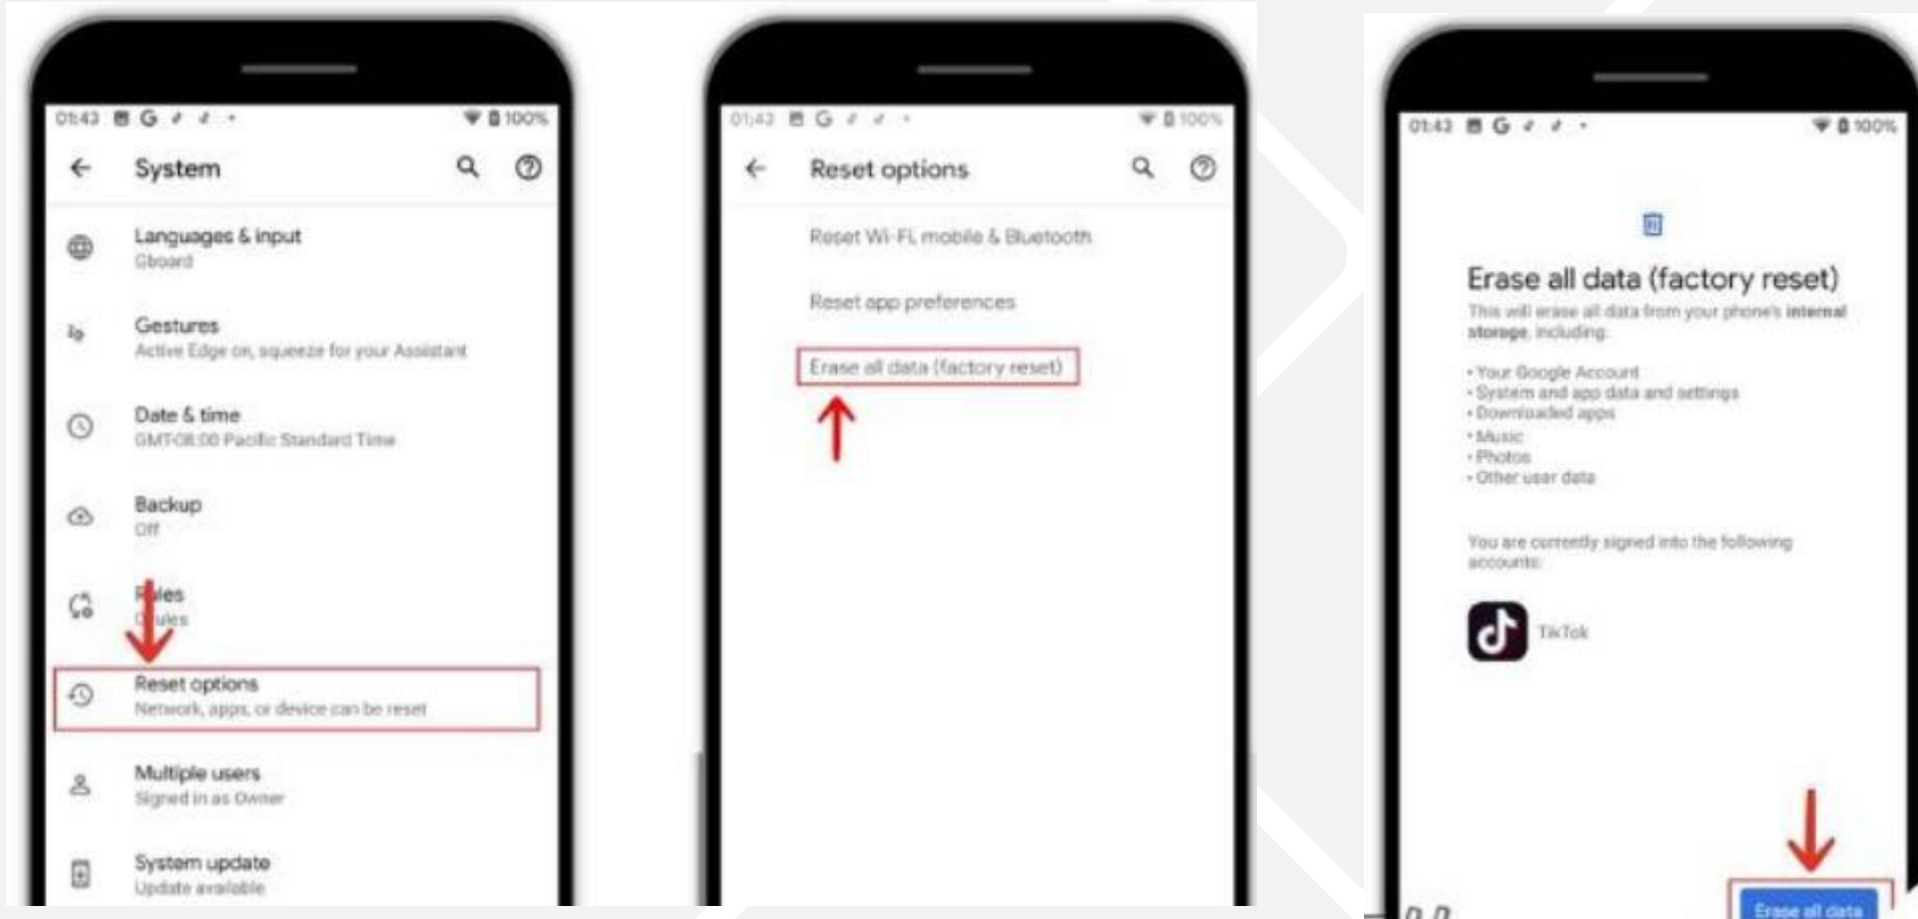 01:43 G 100%
System
Languages & input
Gboard
Gestures
Active Edge on, squeeze for your Assistant
Date & time
GMT-08:00 Pacific Standard Time
Backup
Off
Rules
0 rules
Reset options
Network, apps, or device can be reset
Multiple users
Signed in as Owner
System update
Update available
01:43 G 100%
Reset options
Reset Wi-Fi, mobile & Bluetooth
Reset app preferences
Erase all data (factory reset)
01:43 G 100%
Erase all data (factory reset)
This will erase all data from your phone's internal
storage, including:
• Your Google Account
• System and app data and settings
• Downloaded apps
• Music
• Photos
• Other user data
You are currently signed into the following
accounts:
TikTok
Erase all data